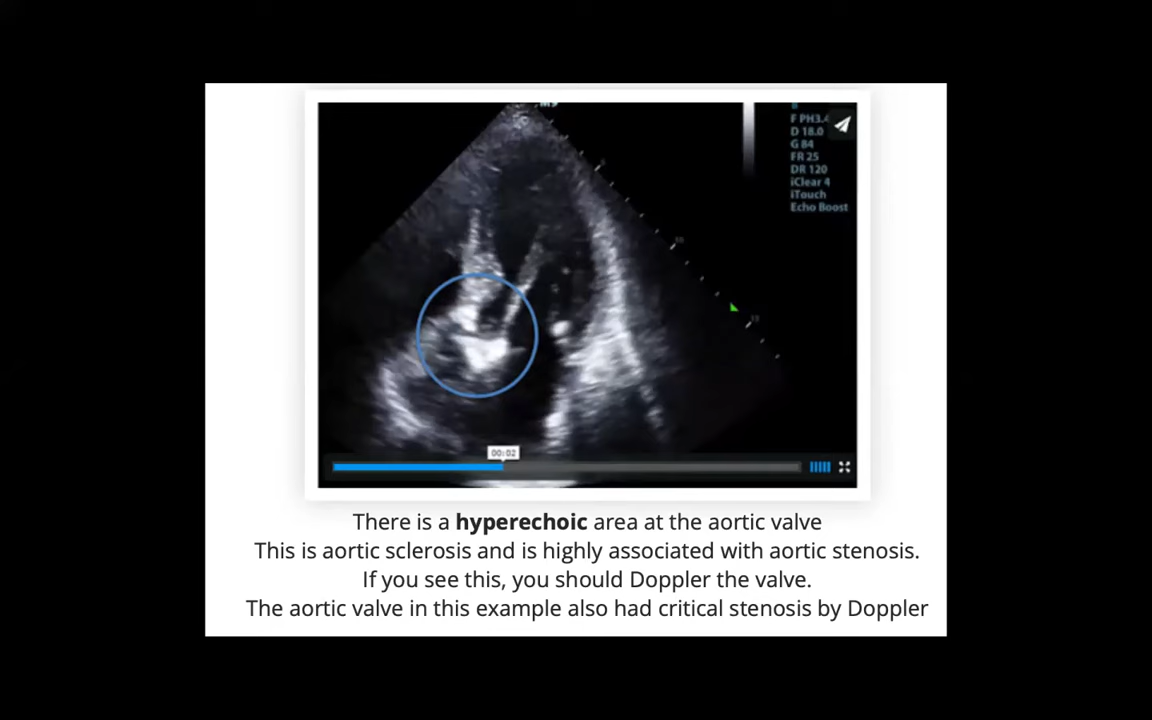 F PH3.4
D 18.0
G 84
FR 25
DR 120
iClear 4
iTouch
Echo Boost
10
15
00:02
There is a hyperechoic area at the aortic valve
This is aortic sclerosis and is highly associated with aortic stenosis.
If you see this, you should Doppler the valve.
The aortic valve in this example also had critical stenosis by Doppler